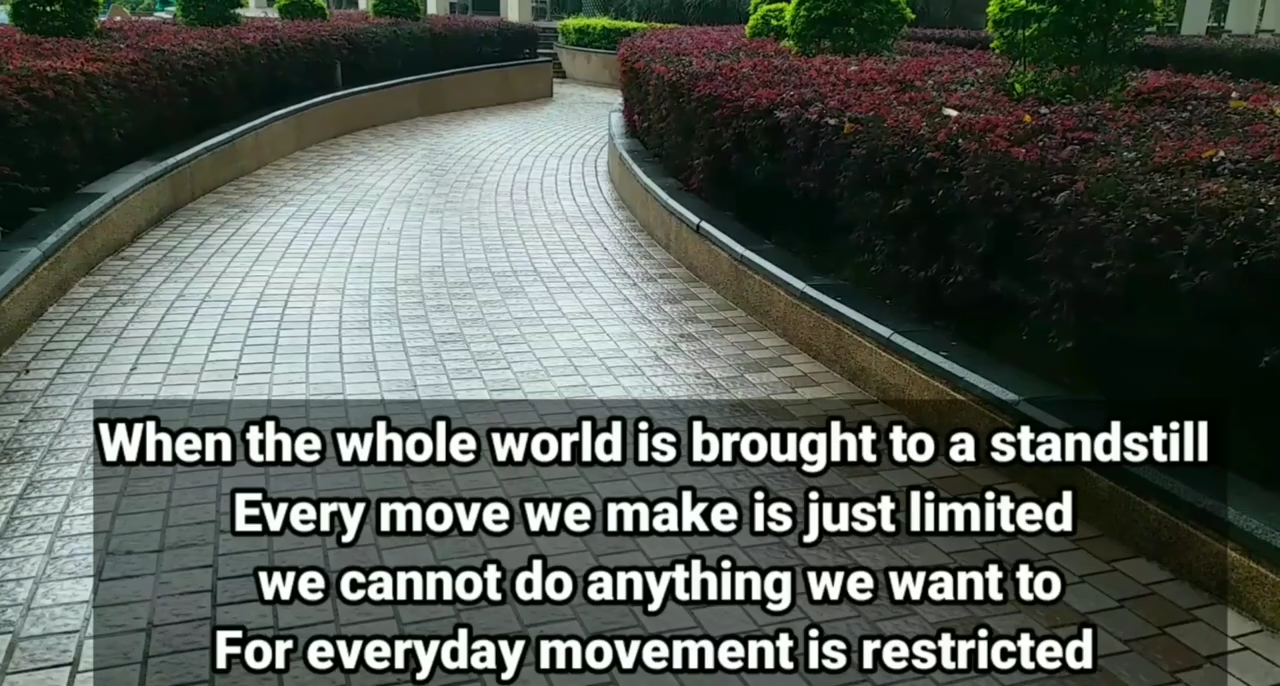 When the whole world is brought to a standstill
Every move we make is just limited
we cannot do anything we want to
For everyday movement is restricted